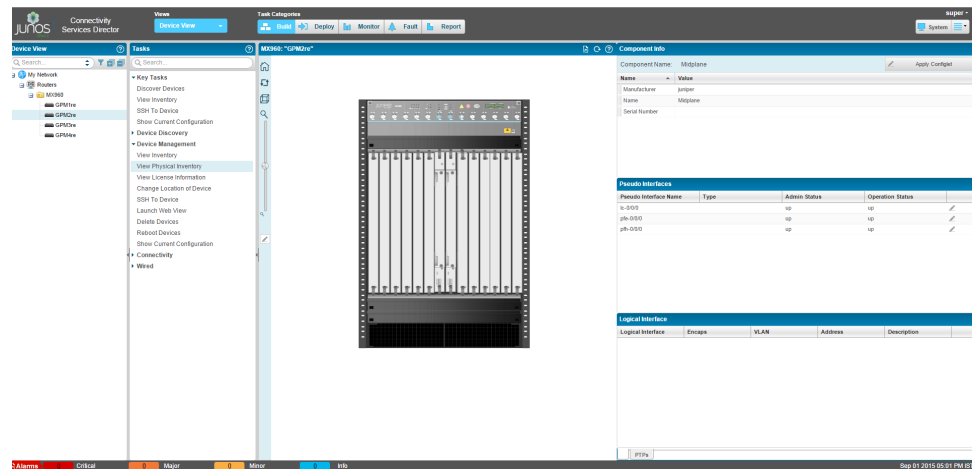 JUNOS
Connectivity
Services Director
Views
Device View
Task Categories
Build
Deploy
Monitor
Fault
Report
super
System
Device View
Search...
My Network
Routers
MX960
GPM1re
GPM2re
GPM3re
GPM4re
Tasks
Search...
Key Tasks
Discover Devices
View Inventory
SSH To Device
Show Current Configuration
Device Discovery
Device Management
View Inventory
View Physical Inventory
View License Information
Change Location of Device
SSH To Device
Launch Web View
Delete Devices
Reboot Devices
Show Current Configuration
Connectivity
Wired
MX960: "GPM2re"
Component Info
Component Name: Midplane
Apply Configlet
Name Value
Manufacturer juniper
Name Midplane
Serial Number
Pseudo Interfaces
Pseudo Interface Name Type Admin Status Operation Status
lc-0/0/0 up up
pfe-0/0/0 up up
pfh-0/0/0 up up
Logical Interface
Logical Interface Encaps VLAN Address Description
PTPs
Alarms 0 Critical 0 Major 0 Minor 0 Info
Sep 01 2015 05:01 PM IS